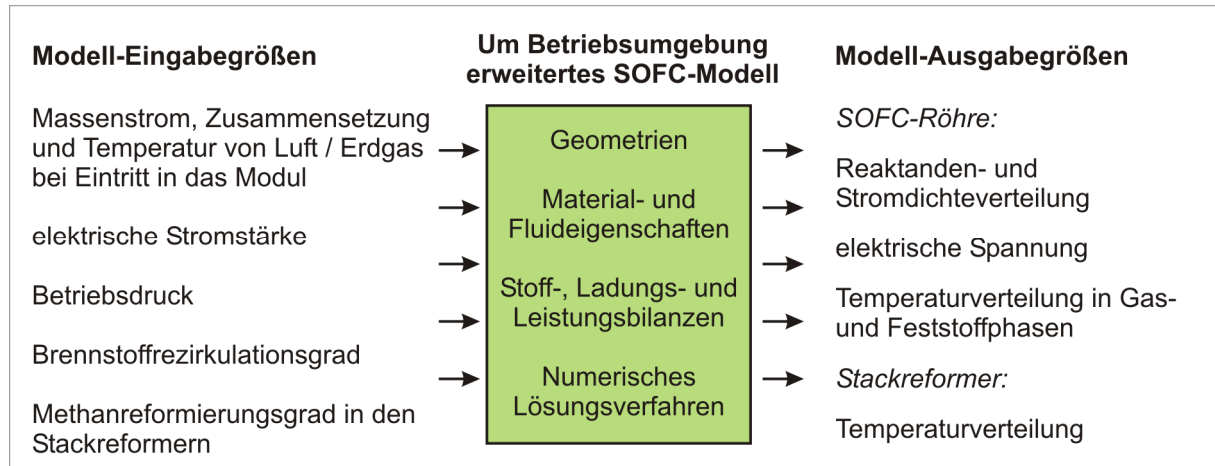 Modell-Eingabegrößen
Massenstrom, Zusammensetzung
und Temperatur von Luft / Erdgas
bei Eintritt in das Modul
elektrische Stromstärke
Betriebsdruck
Brennstoffrezirkulationsgrad
Methanreformierungsgrad in den
Stackreformern
Um Betriebsumgebung
erweitertes SOFC-Modell
Geometrien
Material- und
Fluideigenschaften
Stoff-, Ladungs- und
Leistungsbilanzen
Numerisches
Lösungsverfahren
Modell-Ausgabegrößen
SOFC-Röhre:
Reaktanden- und
Stromdichteverteilung
elektrische Spannung
Temperaturverteilung in Gas-
und Feststoffphasen
Stackreformer:
Temperaturverteilung